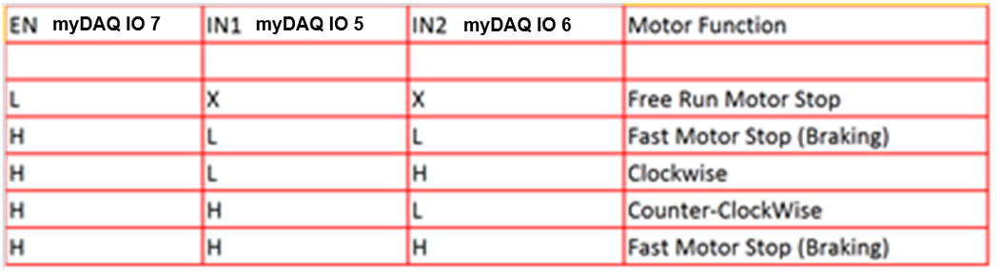 EN myDAQ IO 7 IN1 myDAQ IO 5 IN2 myDAQ IO 6 Motor Function
L X X Free Run Motor Stop
H L L Fast Motor Stop (Braking)
H L H Clockwise
H H L Counter-ClockWise
H H H Fast Motor Stop (Braking)